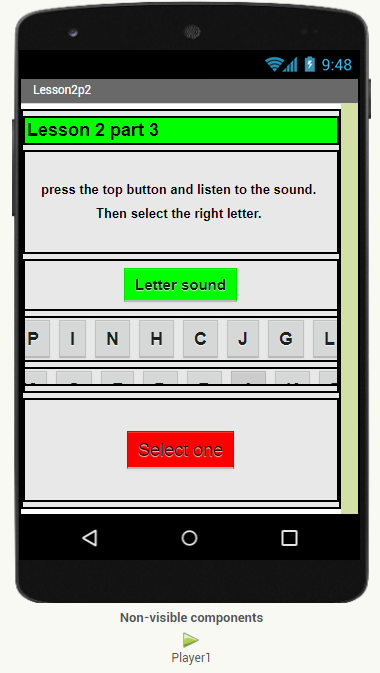 9:48
Lesson2p2
Lesson 2 part 3
press the top button and listen to the sound.
Then select the right letter.
Letter sound
P I N H C J G L
Select one
Non-visible components
Player1